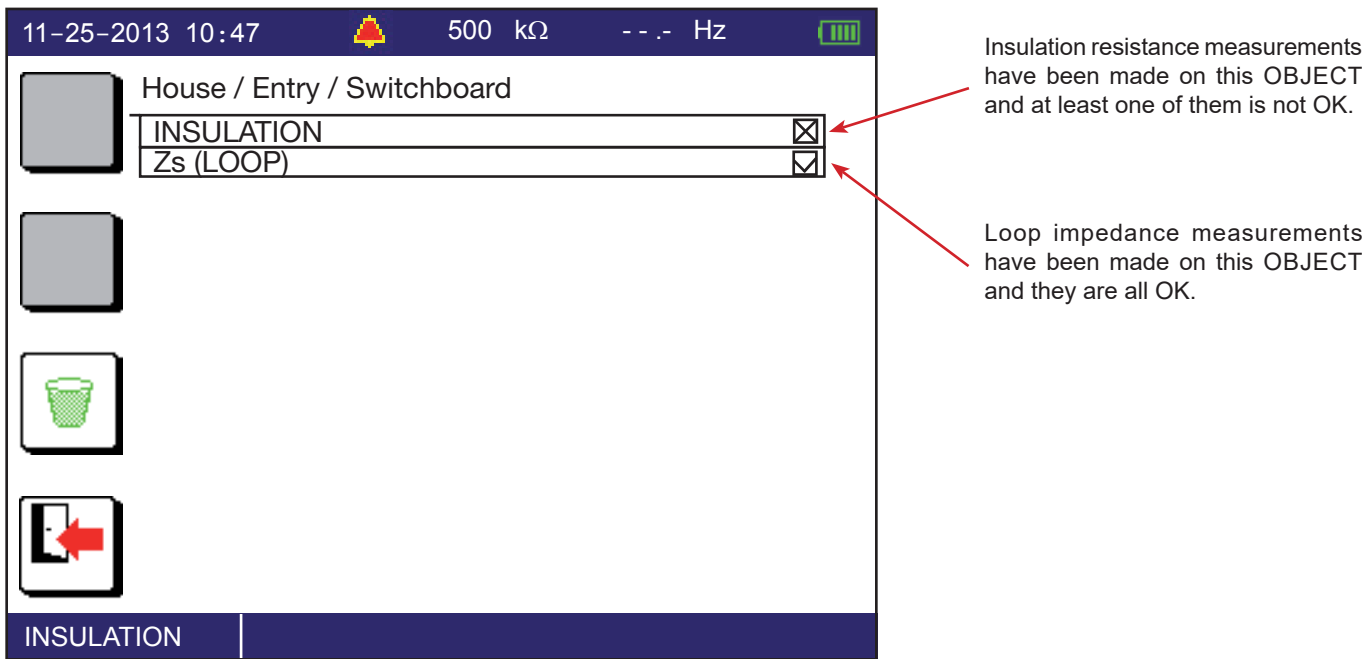 11-25-2013 10:47 500 kΩ - - .- Hz
House / Entry / Switchboard
INSULATION
Zs (LOOP)
INSULATION
Insulation resistance measurements
have been made on this OBJECT
and at least one of them is not OK.
Loop impedance measurements
have been made on this OBJECT
and they are all OK.